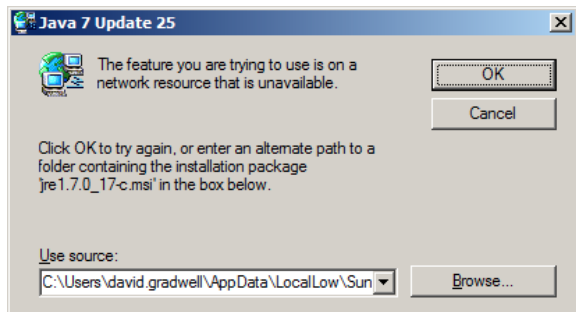 Java 7 Update 25
The feature you are trying to use is on a
network resource that is unavailable.
OK
Cancel
Click OK to try again, or enter an alternate path to a
folder containing the installation package
'jre1.7.0_17-c.msi' in the box below.
Use source:
C:\Users\david.gradwell\AppData\LocalLow\Sun
Browse...